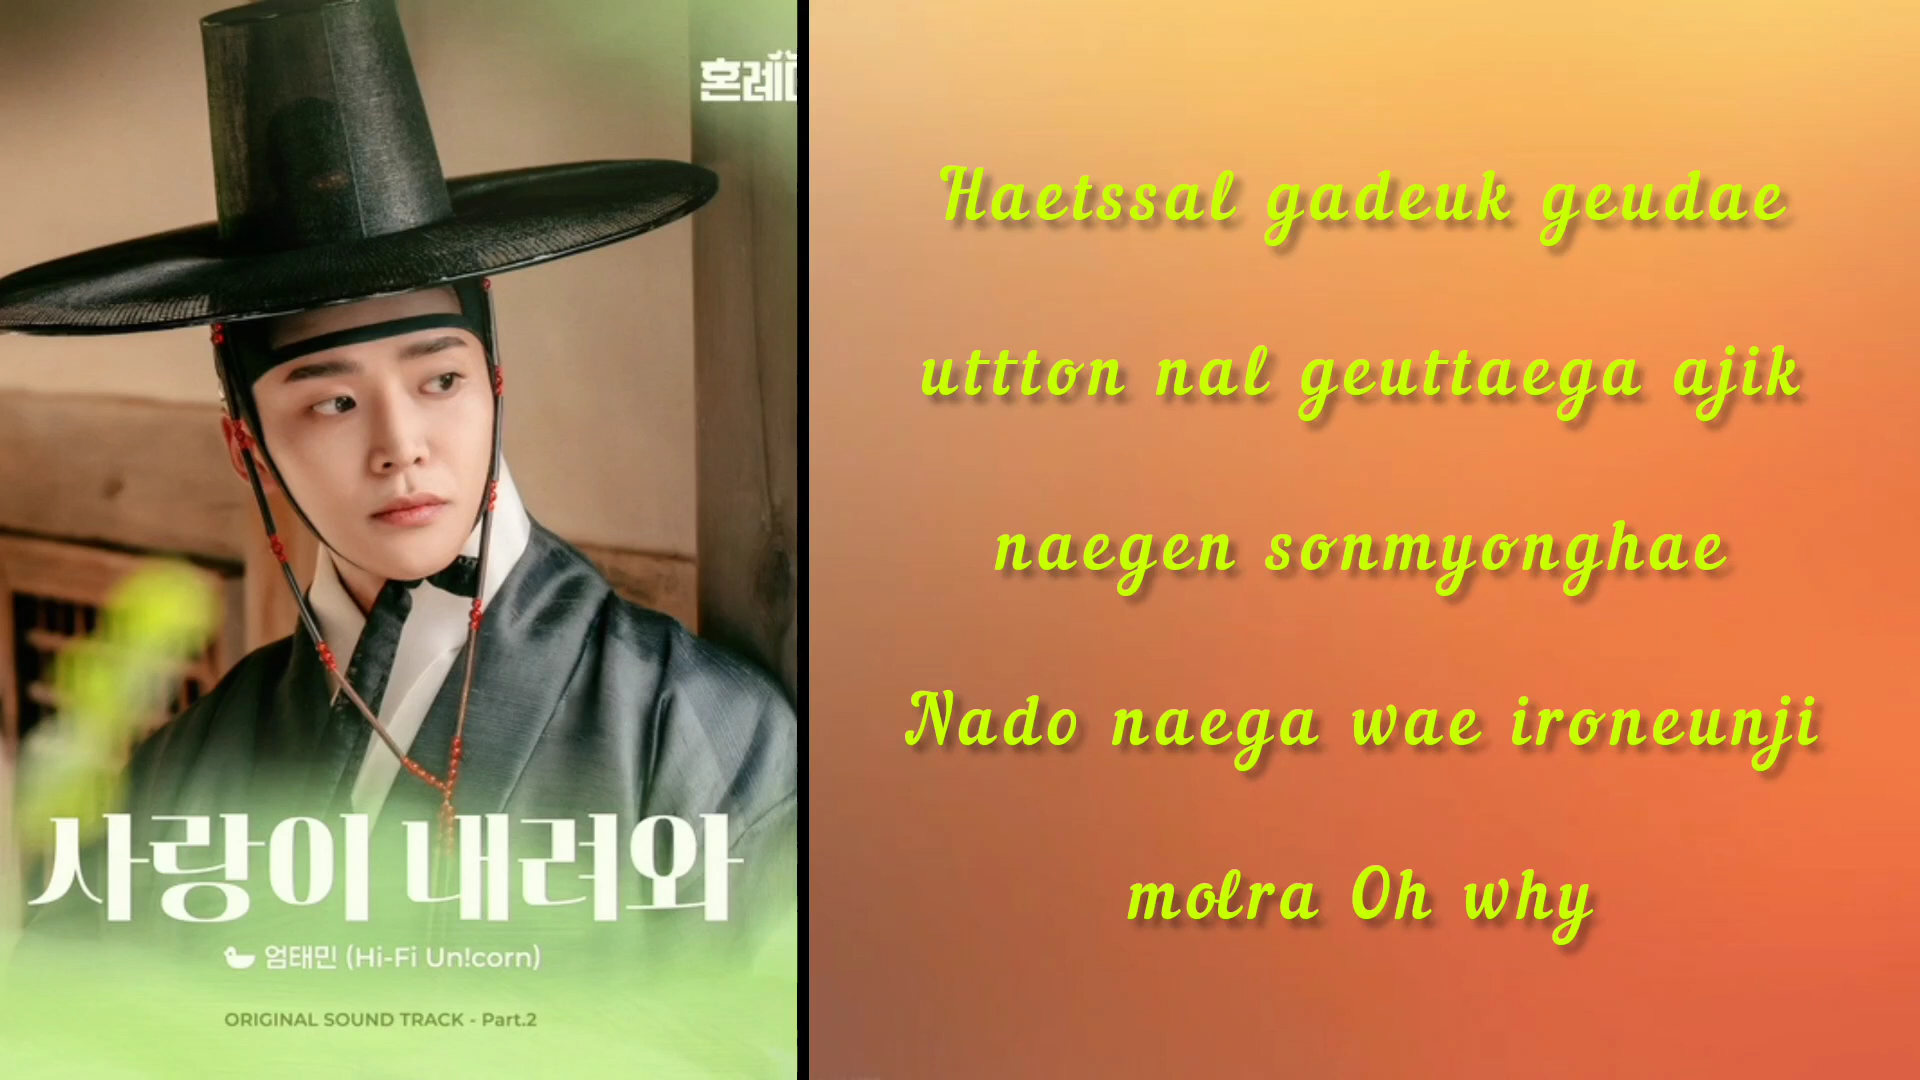 혼례
사랑이 내려와
엄태민 (Hi-Fi Un!corn)
ORIGINAL SOUND TRACK - Part.2
Haetssal gadeuk geudae
uttton nal geuttaega ajik
naegen sonmyonghae
Nado naega wae ironeunji
molra Oh why